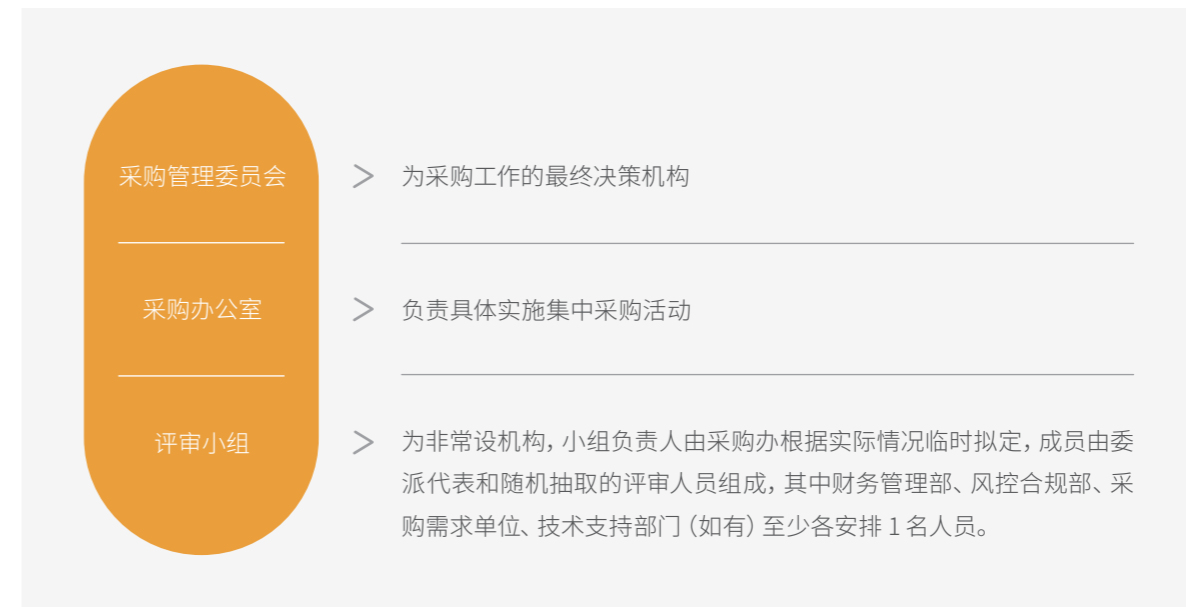 采购管理委员会
为采购工作的最终决策机构
采购办公室
负责具体实施集中采购活动
评审小组
为非常设机构，小组负责人由采购办根据实际情况临时拟定，成员由委
派代表和随机抽取的评审人员组成，其中财务管理部、风控合规部、采
购需求单位、技术支持部门（如有）至少各安排 1 名人员。